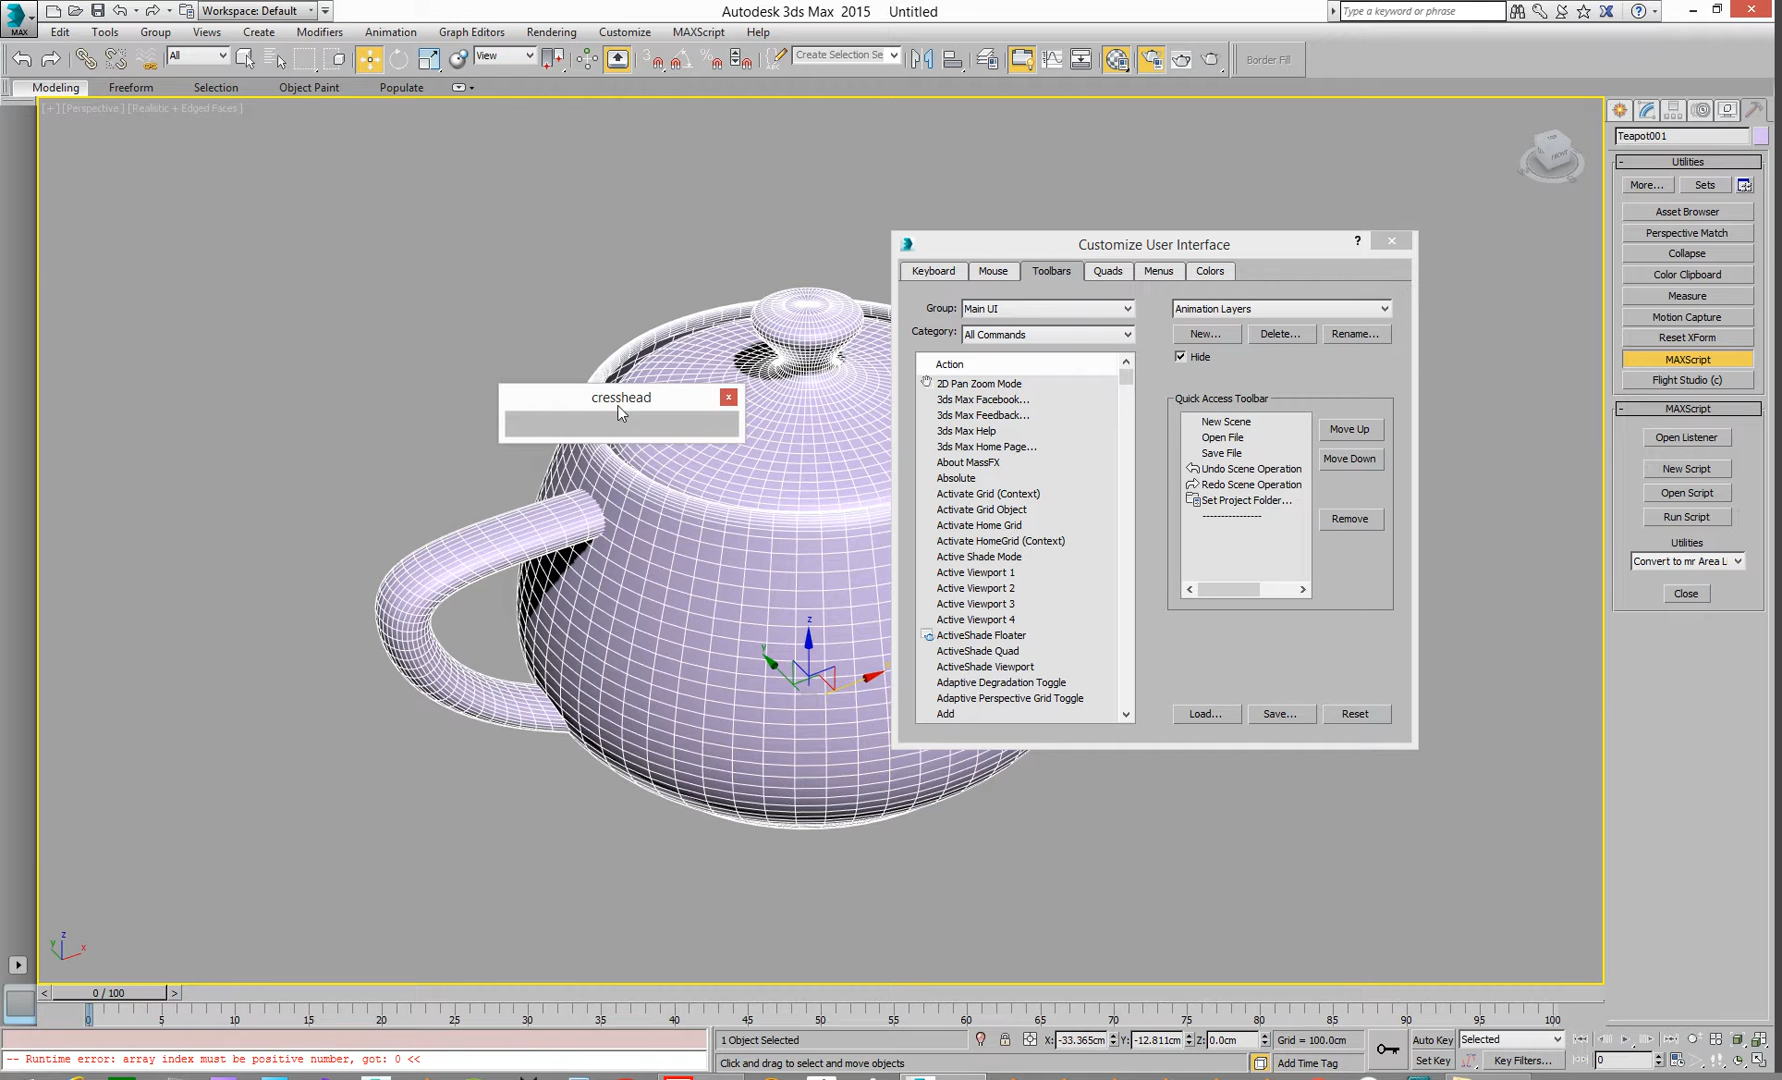 Workspace: Default
Autodesk 3ds Max 2015 Untitled
Type a keyword or phrase
MAX
Edit Tools Group Views Create Modifiers Animation Graph Editors Rendering Customize MAXScript Help
All
View
Create Selection Se
Border Fill
Modeling Freeform Selection Object Paint Populate
[+] [Perspective] [Realistic + Edged Faces]
Teapot001
Utilities
More... Sets
Asset Browser
Perspective Match
Collapse
Color Clipboard
Measure
Motion Capture
Reset XForm
MAXScript
Flight Studio (c)
MAXScript
Open Listener
New Script
Open Script
Run Script
Utilities
Convert to mr Area L
Close
FRONT
cresshead
Customize User Interface
Keyboard Mouse Toolbars Quads Menus Colors
Group: Main UI
Category: All Commands
Action
2D Pan Zoom Mode
3ds Max Facebook...
3ds Max Feedback...
3ds Max Help
3ds Max Home Page...
About MassFX
Absolute
Activate Grid (Context)
Activate Grid Object
Activate Home Grid
Activate HomeGrid (Context)
Active Shade Mode
Active Viewport 1
Active Viewport 2
Active Viewport 3
Active Viewport 4
ActiveShade Floater
ActiveShade Quad
ActiveShade Viewport
Adaptive Degradation Toggle
Adaptive Perspective Grid Toggle
Add
Animation Layers
New... Delete... Rename...
Hide
Quick Access Toolbar
New Scene
Open File
Save File
Undo Scene Operation
Redo Scene Operation
Set Project Folder...
----------------
Move Up
Move Down
Remove
Load... Save... Reset
z
y
z
y x
< 0 / 100 >
0 5 10 15 20 25 30 35 40 45 50 55 60 65 70 75 80 85 90 95 100
-- Runtime error: array index must be positive number, got: 0 <<
1 Object Selected
X: -33.365cm Y: -12.811cm Z: 0.0cm Grid = 100.0cm
Click and drag to select and move objects
Add Time Tag
Auto Key Selected
Set Key Key Filters...
0